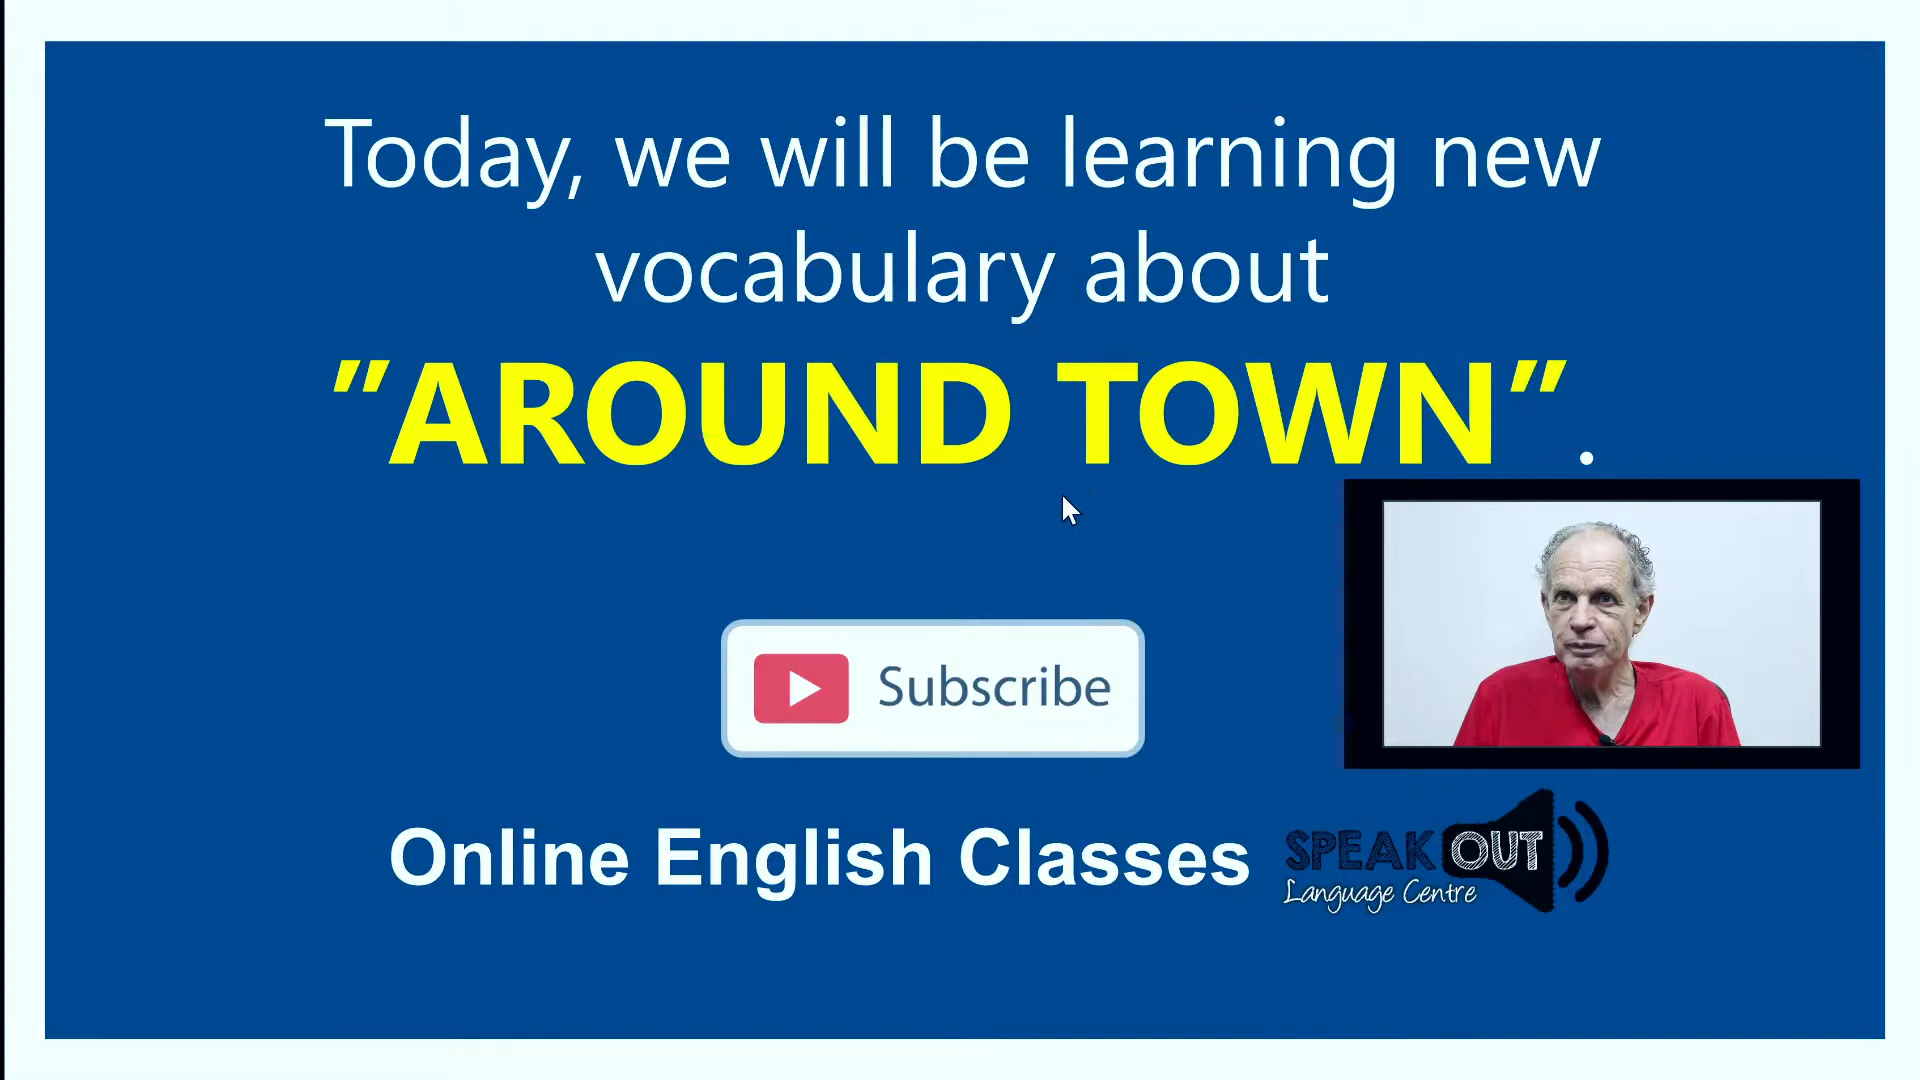 Today, we will be learning new
vocabulary about
”AROUND TOWN”.
Subscribe
Online English Classes
SPEAK OUT
Language Centre